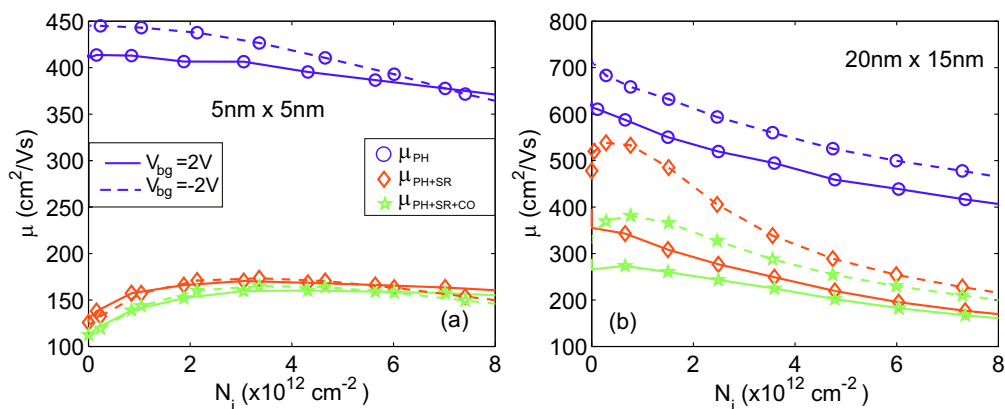 450
400
350
300
250
200
150
100
μ (cm²/Vs)
5nm x 5nm
V_bg=2V
V_bg=-2V
μ_PH
μ_PH+SR
μ_PH+SR+CO
(a)
0 2 4 6 8
N_i (x10¹² cm⁻²)
800
700
600
500
400
300
200
100
μ (cm²/Vs)
20nm x 15nm
(b)
0 2 4 6 8
N_i (x10¹² cm⁻²)